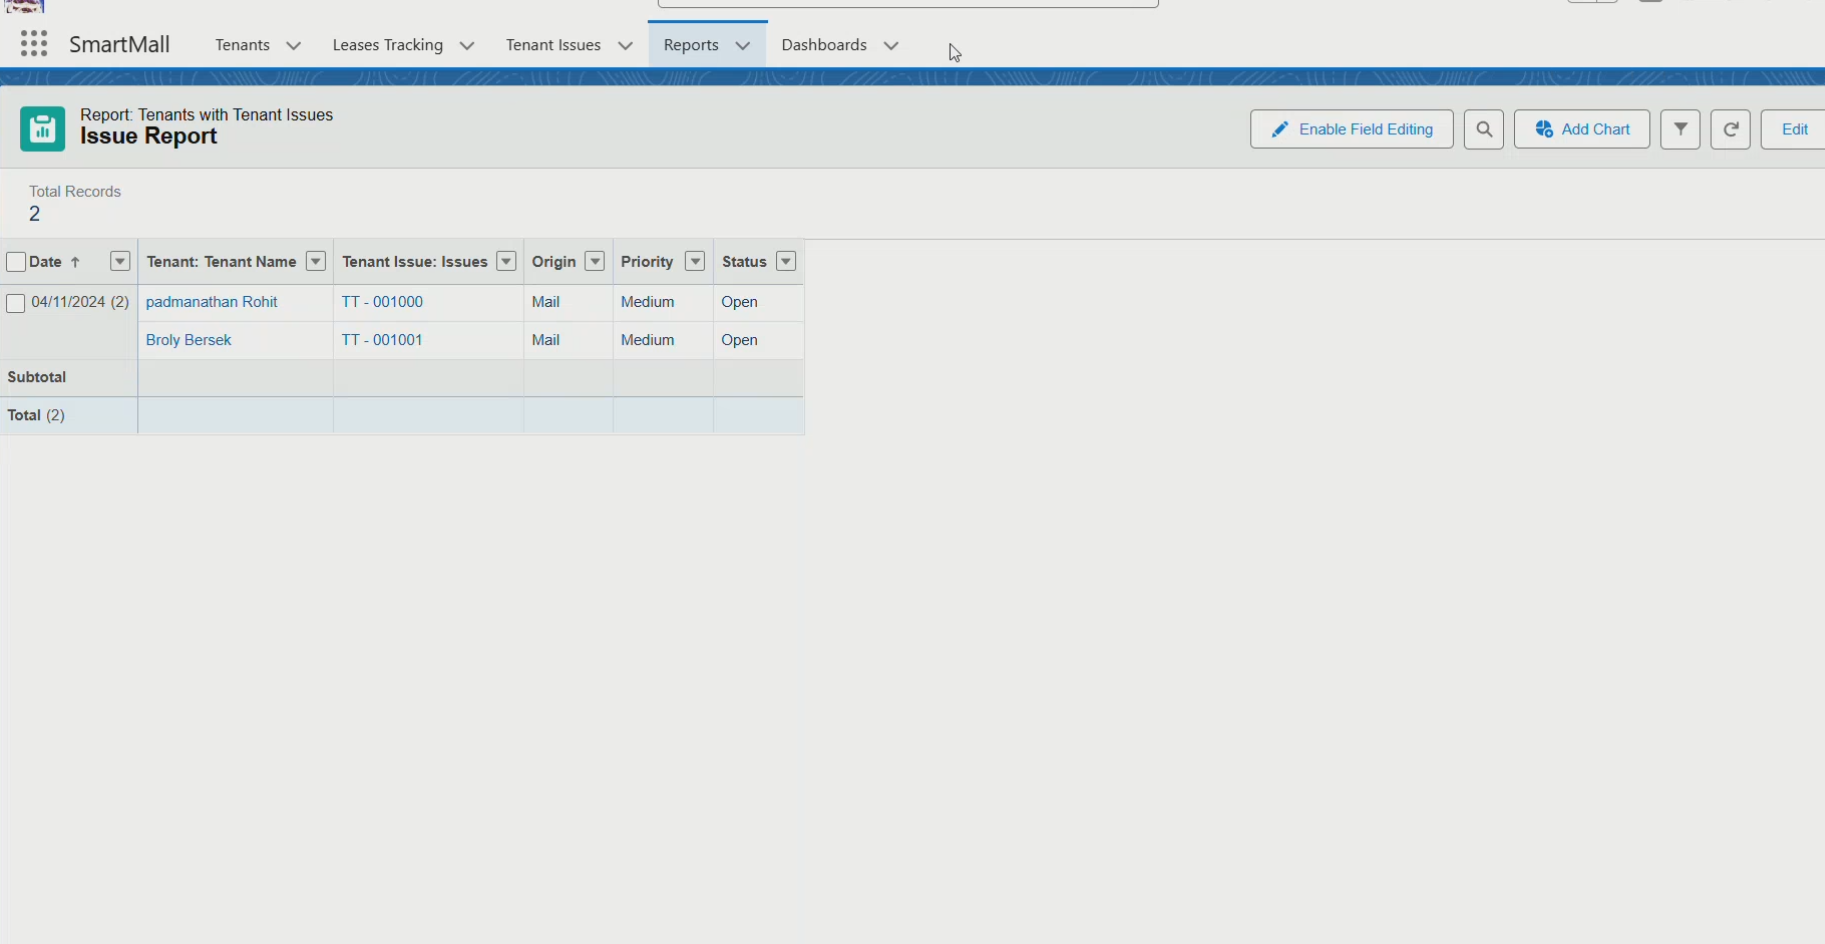 SmartMall Tenants Leases Tracking Tenant Issues Reports Dashboards
Report: Tenants with Tenant Issues
Issue Report
Enable Field Editing Add Chart Edit
Total Records
2
Date ↑ Tenant: Tenant Name Tenant Issue: Issues Origin Priority Status
04/11/2024 (2) padmanathan Rohit TT - 001000 Mail Medium Open
Broly Bersek TT - 001001 Mail Medium Open
Subtotal
Total (2)